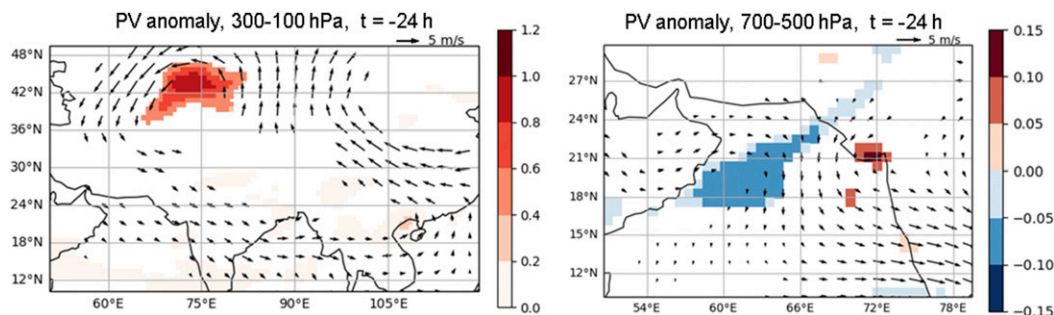 PV anomaly, 300-100 hPa, t = -24 h
5 m/s
48°N
42°N
36°N
30°N
24°N
18°N
12°N
60°E 75°E 90°E 105°E
1.2
1.0
0.8
0.6
0.4
0.2
0.0
PV anomaly, 700-500 hPa, t = -24 h
5 m/s
27°N
24°N
21°N
18°N
15°N
12°N
54°E 60°E 66°E 72°E 78°E
0.15
0.10
0.05
0.00
−0.05
−0.10
−0.15